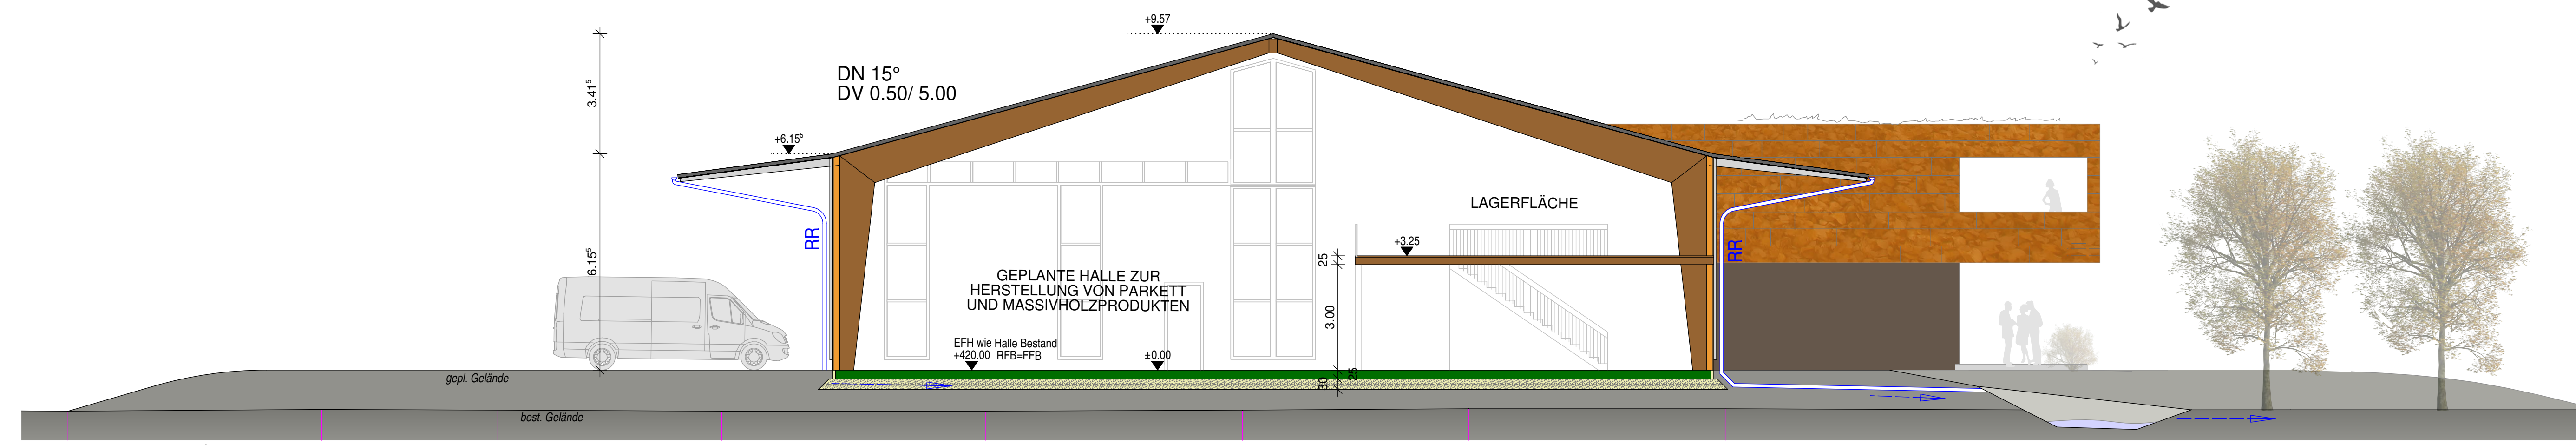 +9.57
3.41⁵
DN 15°
DV 0.50/ 5.00
+6.15⁵
6.15⁵
RR
RR
LAGERFLÄCHE
+3.25
25
3.00
GEPLANTE HALLE ZUR
HERSTELLUNG VON PARKETT
UND MASSIVHOLZPRODUKTEN
EFH wie Halle Bestand
+420.00 RFB=FFB
±0.00
25
30
gepl. Gelände
best. Gelände